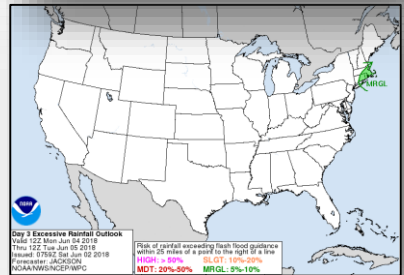 MRGL
NOAA
Day 3 Excessive Rainfall Outlook
Valid 12Z Mon Jun 04 2018
Thru 12Z Tue Jun 05 2018
Issued: 0759Z Sat Jun 02 2018
Forecaster: JACKSON
NOAA/NWS/NCEP/WPC
Risk of rainfall exceeding flash flood guidance
within 25 miles of a point to the right of a line
HIGH: > 50% SLGT: 10%-20%
MDT: 20%-50% MRGL: 5%-10%